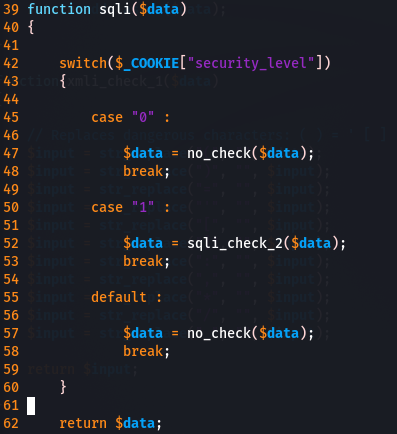 39 function sqli($data)
40 {
41
42     switch($_COOKIE["security_level"])
43     {
44
45         case "0" :
46
47             $data = no_check($data);
48             break;
49
50         case "1" :
51
52             $data = sqli_check_2($data);
53             break;
54
55         default :
56
57             $data = no_check($data);
58             break;
59
60     }
61
62     return $data;